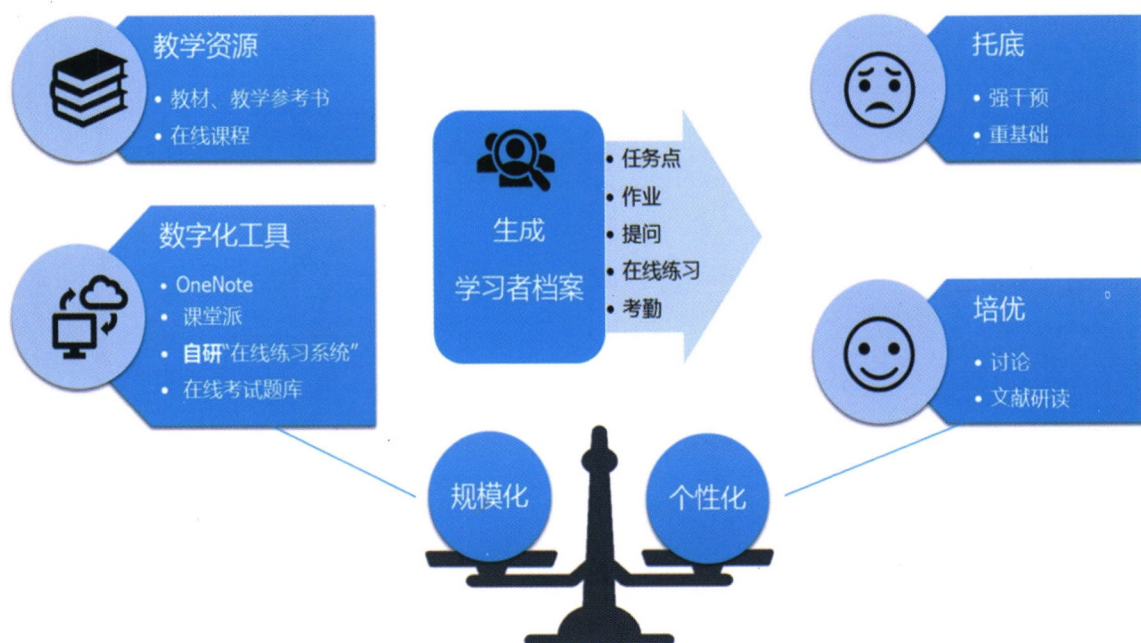 教学资源
• 教材、教学参考书
• 在线课程
数字化工具
• OneNote
• 课堂派
• 自研“在线练习系统”
• 在线考试题库
生成
学习者档案
• 任务点
• 作业
• 提问
• 在线练习
• 考勤
托底
• 强干预
• 重基础
培优
• 讨论
• 文献研读
规模化
个性化